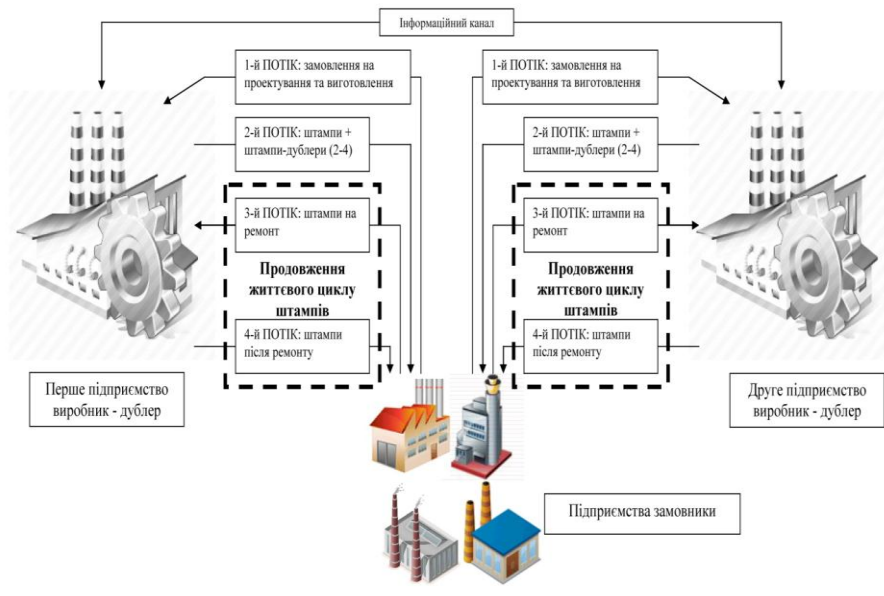 Інформаційний канал
1-й ПОТІК: замовлення на
проектування та виготовлення
2-й ПОТІК: штампи +
штампи-дублери (2-4)
3-й ПОТІК: штампи на
ремонт
Продовження
життєвого циклу
штампів
4-й ПОТІК: штампи
після ремонту
Перше підприємство
виробник - дублер
1-й ПОТІК: замовлення на
проектування та виготовлення
2-й ПОТІК: штампи +
штампи-дублери (2-4)
3-й ПОТІК: штампи на
ремонт
Продовження
життєвого циклу
штампів
4-й ПОТІК: штампи
після ремонту
Друге підприємство
виробник - дублер
Підприємства замовники